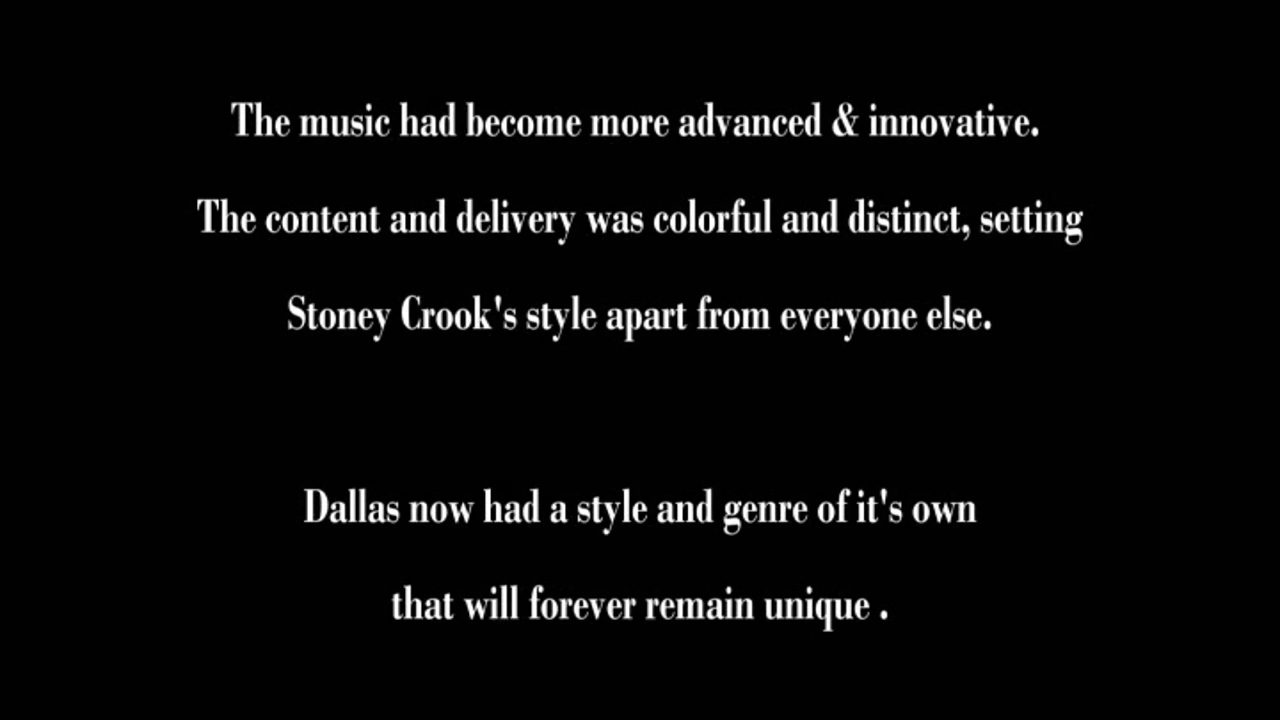 The music had become more advanced & innovative.
The content and delivery was colorful and distinct, setting
Stoney Crook's style apart from everyone else.
Dallas now had a style and genre of it's own
that will forever remain unique .